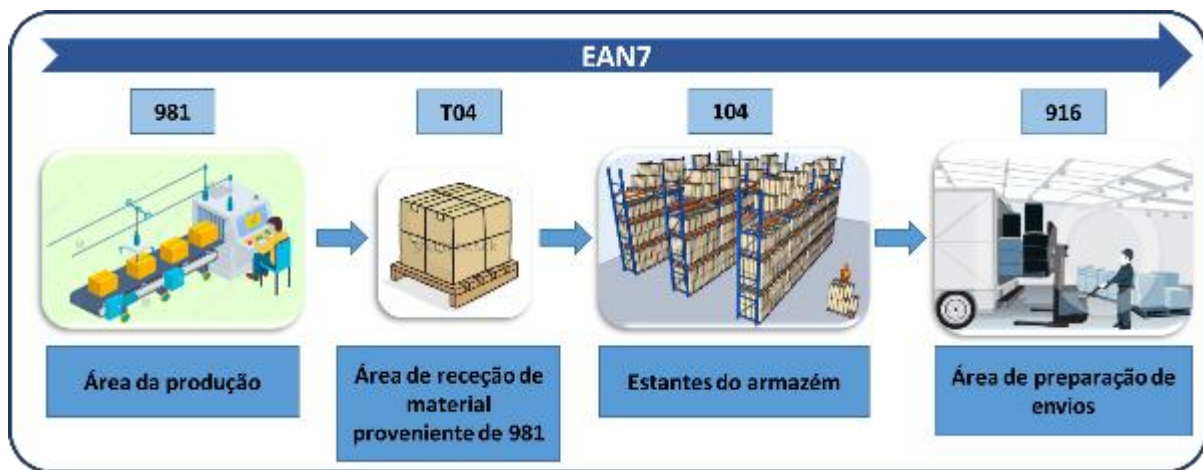 EAN7
981
T04
104
916
Área da produção
Área de receção de
material
proveniente de 981
Estantes do armazém
Área de preparação de
envios